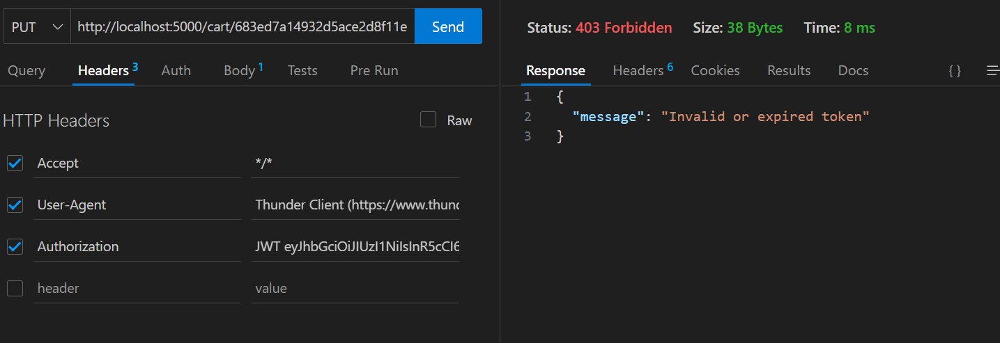 PUT http://localhost:5000/cart/683ed7a14932d5ace2d8f11e Send
Query Headers 3 Auth Body 1 Tests Pre Run
HTTP Headers Raw
Accept */*
User-Agent Thunder Client (https://www.thund
Authorization JWT eyJhbGciOiJIUzI1NiIsInR5cCI6
header value
Status: 403 Forbidden Size: 38 Bytes Time: 8 ms
Response Headers 6 Cookies Results Docs { }
1 {
2 "message": "Invalid or expired token"
3 }